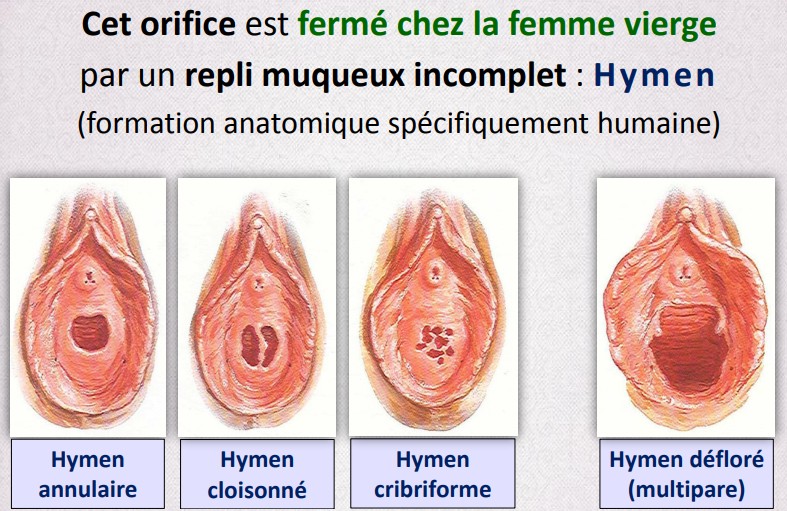 Cet orifice est fermé chez la femme vierge
par un repli muqueux incomplet : Hymen
(formation anatomique spécifiquement humaine)
Hymen
annulaire
Hymen
cloisonné
Hymen
cribriforme
Hymen défloré
(multipare)